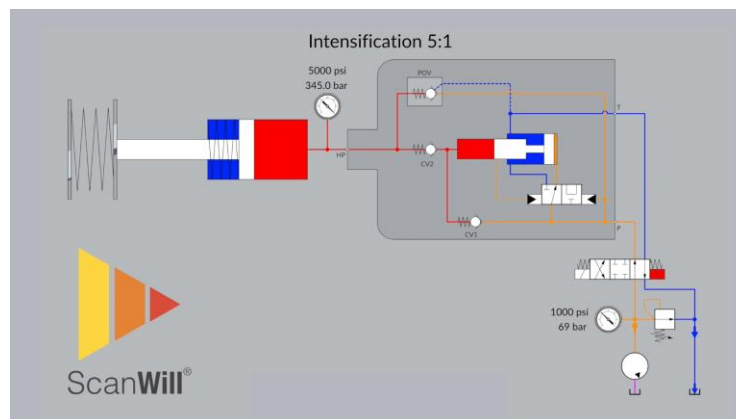 Intensification 5:1
5000 psi
345.0 bar
POV
T
HP
CV2
CV1
P
1000 psi
69 bar
ScanWill®